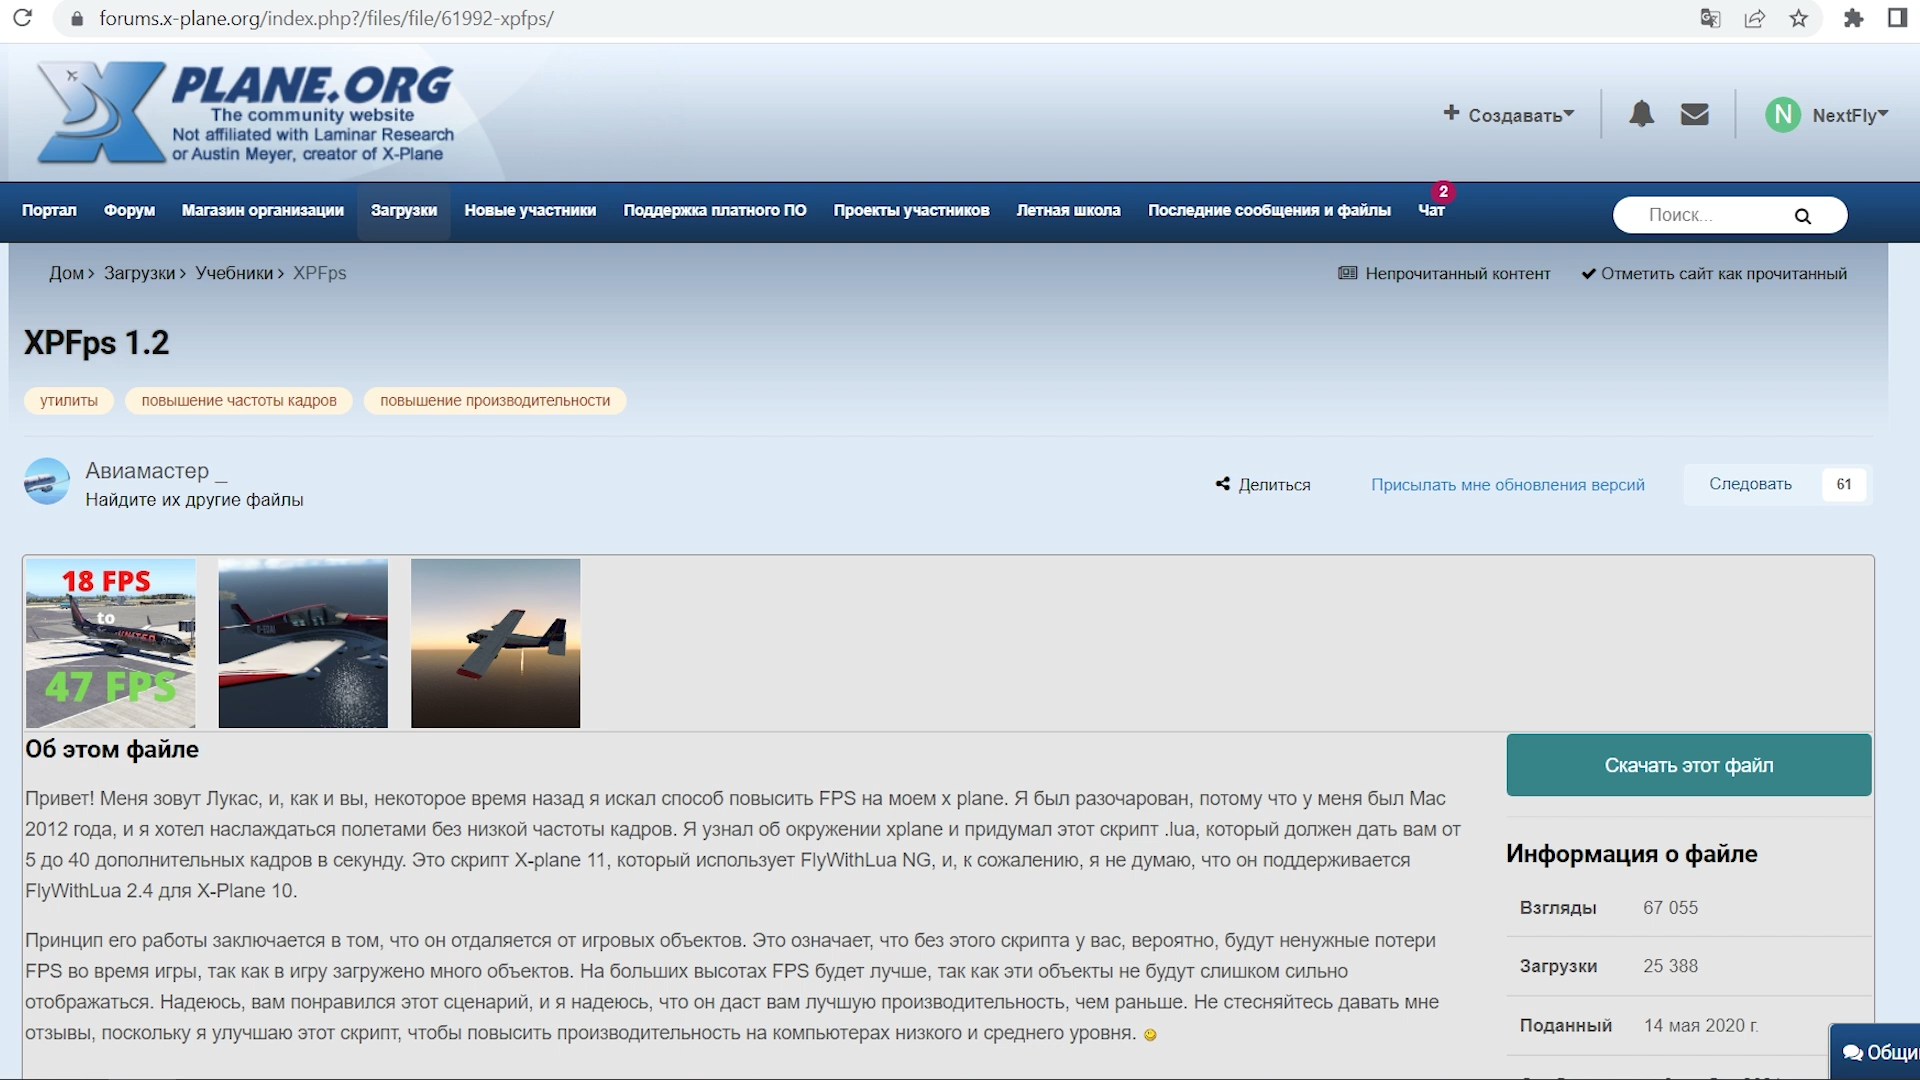 forums.x-plane.org/index.php?/files/file/61992-xpfps/
PLANE.ORG
The community website
Not affiliated with Laminar Research
or Austin Meyer, creator of X-Plane
+ Создавать
N NextFly
Портал Форум Магазин организации Загрузки Новые участники Поддержка платного ПО Проекты участников Летная школа Последние сообщения и файлы Чат 2
Поиск...
Дом › Загрузки › Учебники › XPFps
Непрочитанный контент Отметить сайт как прочитанный
XPFps 1.2
утилиты повышение частоты кадров повышение производительности
Авиамастер _
Найдите их другие файлы
Делиться Присылать мне обновления версий Следовать 61
18 FPS
to
UNITED
47 FPS
Об этом файле
Привет! Меня зовут Лукас, и, как и вы, некоторое время назад я искал способ повысить FPS на моем x plane. Я был разочарован, потому что у меня был Mac
2012 года, и я хотел наслаждаться полетами без низкой частоты кадров. Я узнал об окружении xplane и придумал этот скрипт .lua, который должен дать вам от
5 до 40 дополнительных кадров в секунду. Это скрипт X-plane 11, который использует FlyWithLua NG, и, к сожалению, я не думаю, что он поддерживается
FlyWithLua 2.4 для X-Plane 10.
Принцип его работы заключается в том, что он отдаляется от игровых объектов. Это означает, что без этого скрипта у вас, вероятно, будут ненужные потери
FPS во время игры, так как в игру загружено много объектов. На больших высотах FPS будет лучше, так как эти объекты не будут слишком сильно
отображаться. Надеюсь, вам понравился этот сценарий, и я надеюсь, что он даст вам лучшую производительность, чем раньше. Не стесняйтесь давать мне
отзывы, поскольку я улучшаю этот скрипт, чтобы повысить производительность на компьютерах низкого и среднего уровня.
Скачать этот файл
Информация о файле
Взгляды 67 055
Загрузки 25 388
Поданный 14 мая 2020 г.